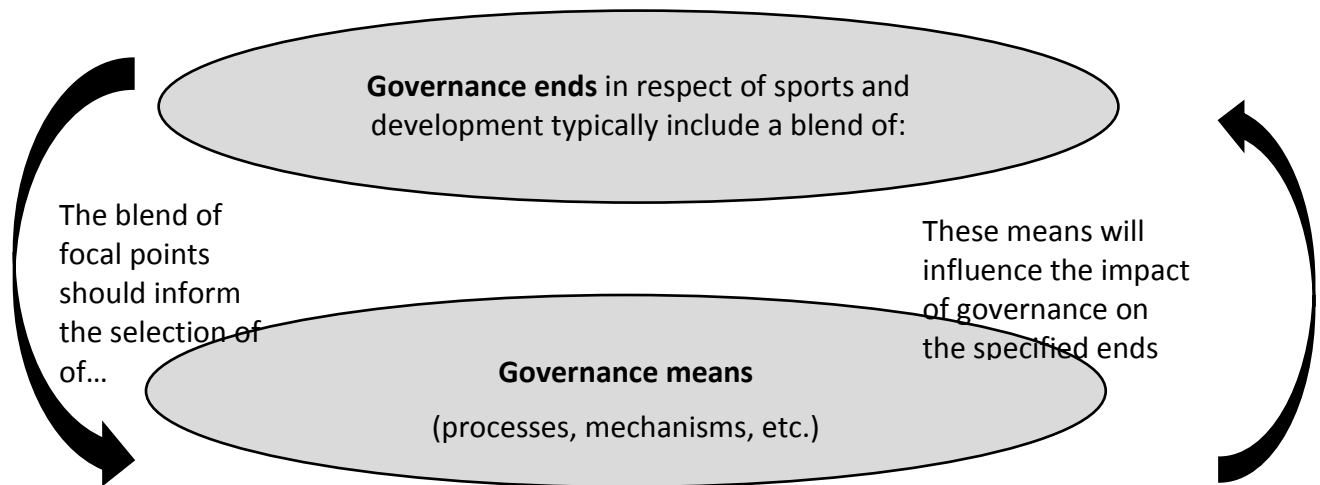 Governance ends in respect of sports and
development typically include a blend of:
The blend of
focal points
should inform
the selection of
of…
These means will
influence the impact
of governance on
the specified ends
Governance means
(processes, mechanisms, etc.)